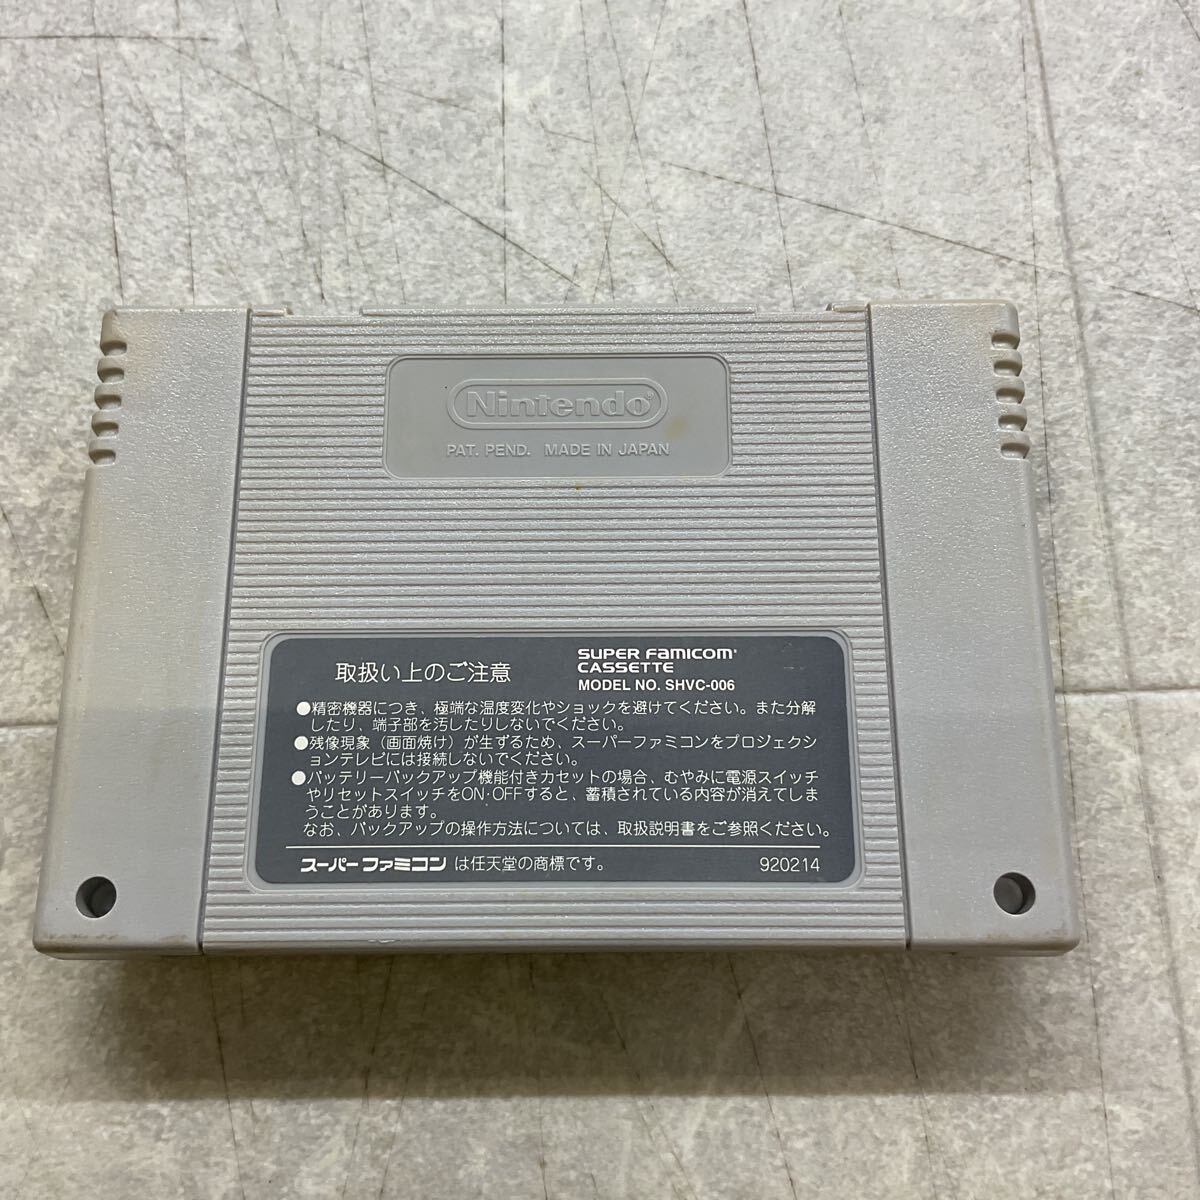 Nintendo®
PAT. PEND. MADE IN JAPAN
取扱い上のご注意
SUPER FAMICOM
CASSETTE
MODEL NO. SHVC-006
●精密機器につき、極端な温度変化やショックを避けてください。また分解
したり、端子部を汚したりしないでください。
●残像現象（画面焼け）が生ずるため、スーパーファミコンをプロジェクシ
ョンテレビには接続しないでください。
●バッテリーバックアップ機能付きカセットの場合、むやみに電源スイッチ
やリセットスイッチをON・OFFすると、蓄積されている内容が消えてしま
うことがあります。
なお、バックアップの操作方法については、取扱説明書をご参照ください。
スーパーファミコン は任天堂の商標です。
920214